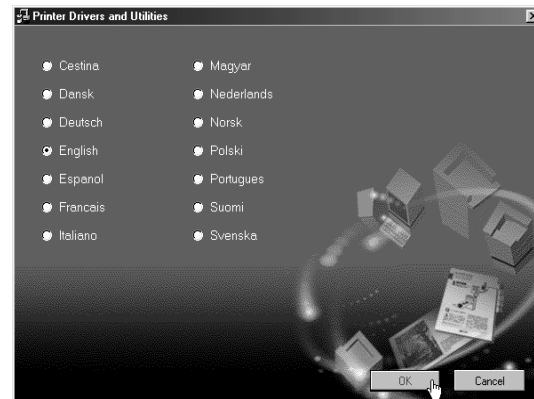 Printer Drivers and Utilities
Cestina
Dansk
Deutsch
English
Espanol
Francais
Italiano
Magyar
Nederlands
Norsk
Polski
Portugues
Suomi
Svenska
OK
Cancel